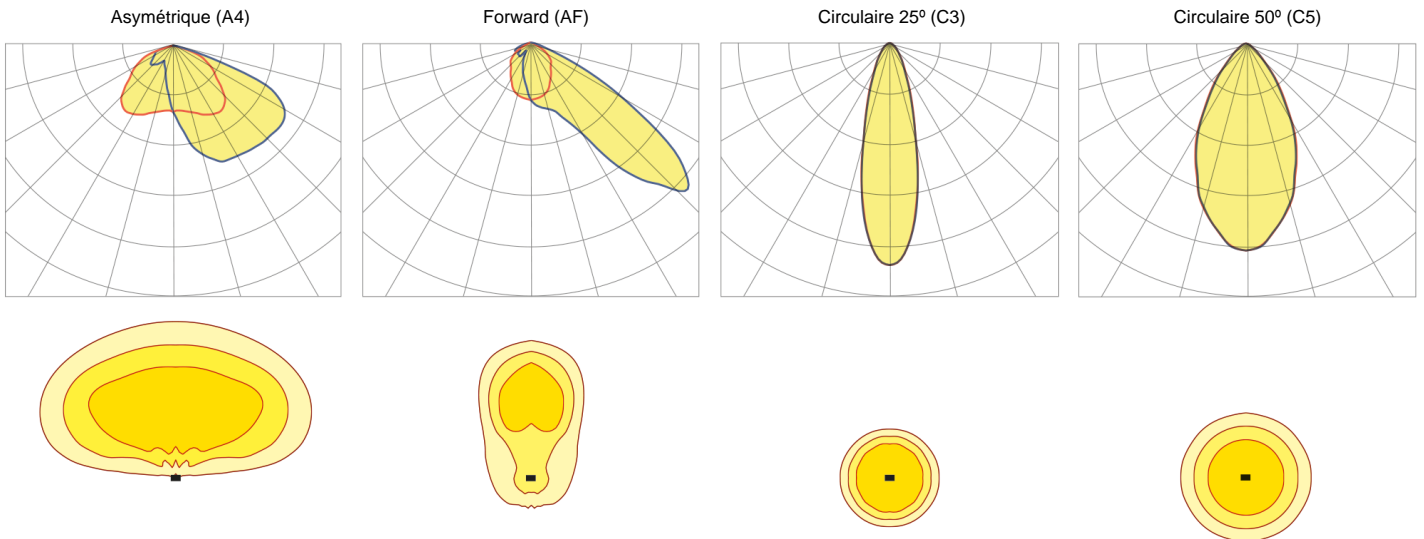 Asymétrique (A4)
Forward (AF)
Circulaire 25º (C3)
Circulaire 50º (C5)